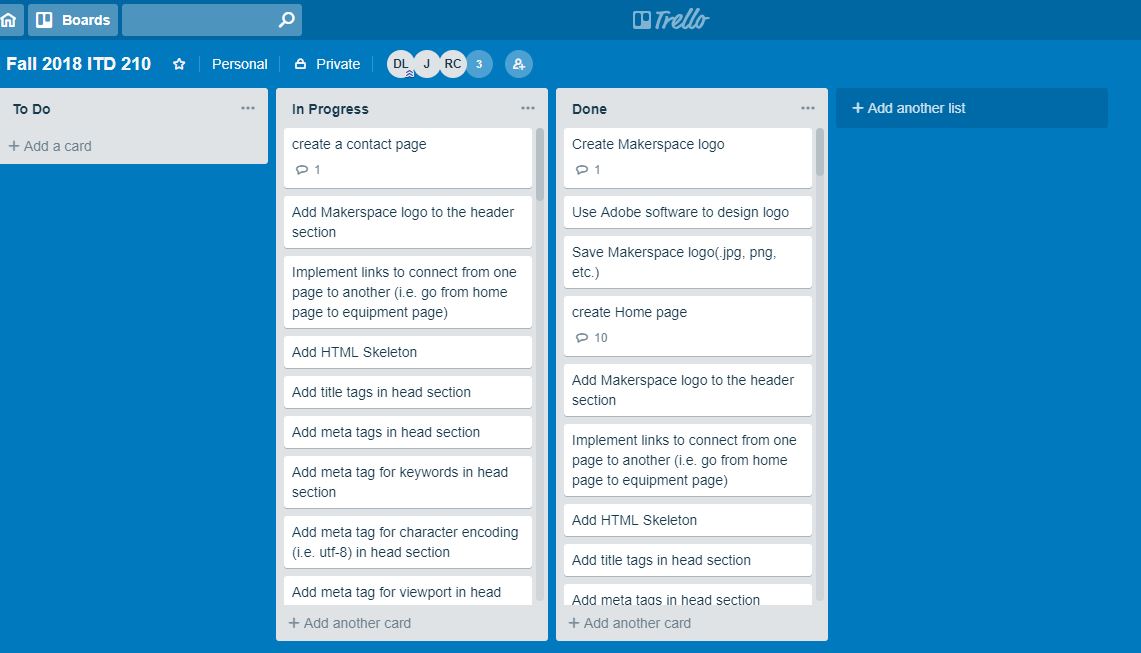 Boards
Trello
Fall 2018 ITD 210
Personal
Private
DL
J
RC
3
To Do
+ Add a card
In Progress
create a contact page
1
Add Makerspace logo to the header
section
Implement links to connect from one
page to another (i.e. go from home
page to equipment page)
Add HTML Skeleton
Add title tags in head section
Add meta tags in head section
Add meta tag for keywords in head
section
Add meta tag for character encoding
(i.e. utf-8) in head section
Add meta tag for viewport in head
+ Add another card
Done
Create Makerspace logo
1
Use Adobe software to design logo
Save Makerspace logo(.jpg, png,
etc.)
create Home page
10
Add Makerspace logo to the header
section
Implement links to connect from one
page to another (i.e. go from home
page to equipment page)
Add HTML Skeleton
Add title tags in head section
Add meta tags in head section
+ Add another card
+ Add another list